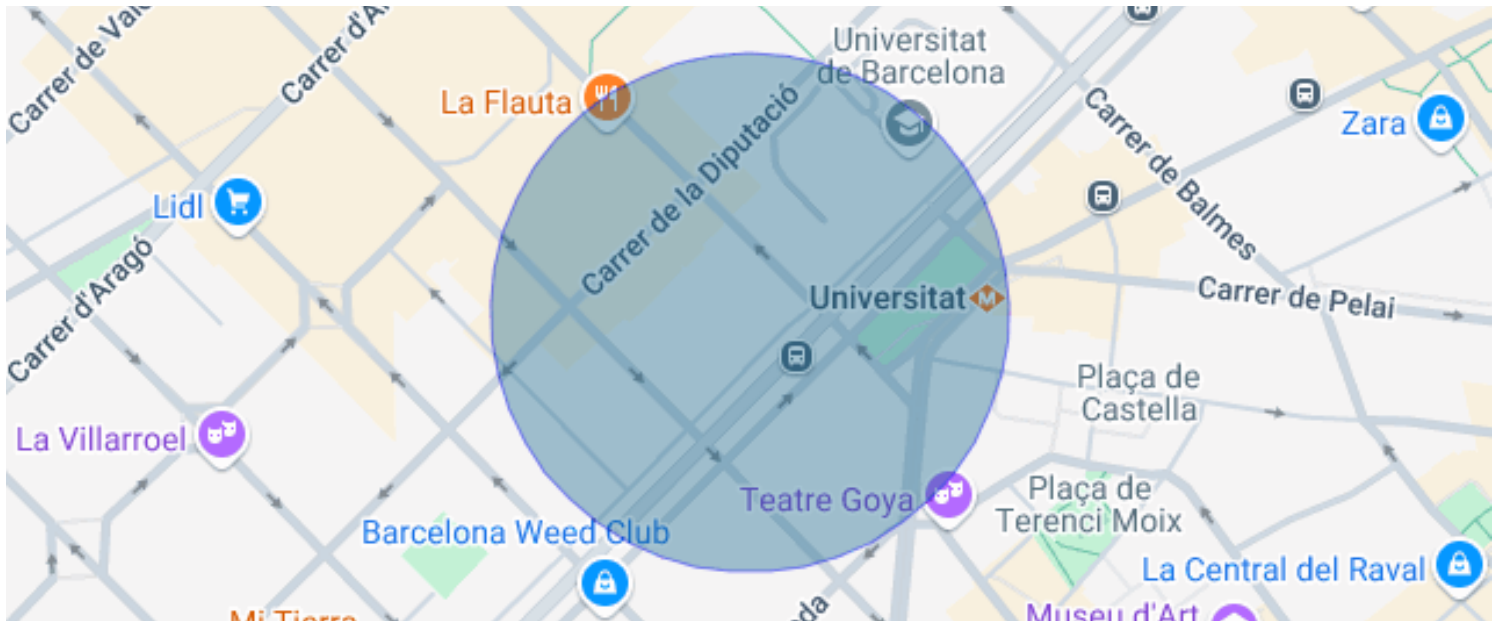 Carrer de Val
Carrer d'A
Universitat
de Barcelona
La Flauta
Zara
Carrer de Balmes
Carrer de la Diputació
Lidl
Carrer d'Aragó
Universitat
M
Carrer de Pelai
Plaça de
Castella
La Villarroel
Teatre Goya
Plaça de
Terenci Moix
Barcelona Weed Club
La Central del Raval
Mi Tierra
da
Museu d'Art